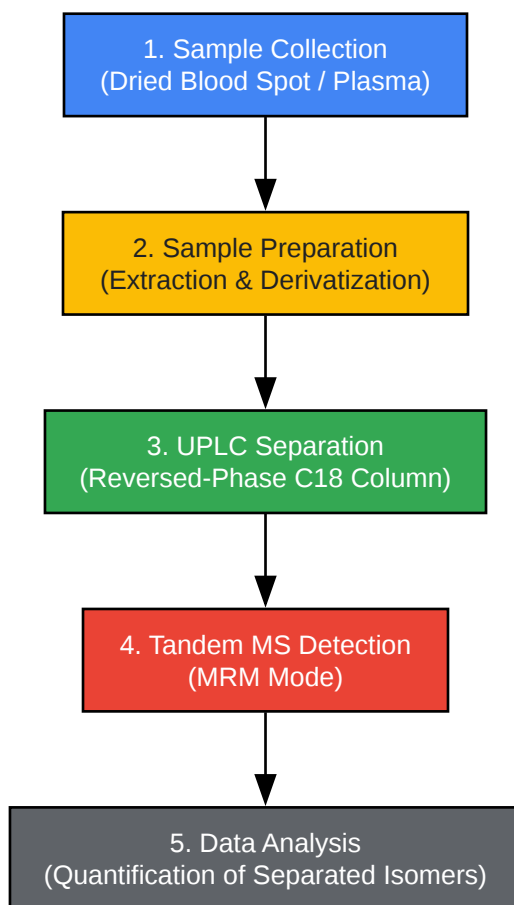 1. Sample Collection
(Dried Blood Spot / Plasma)
2. Sample Preparation
(Extraction & Derivatization)
3. UPLC Separation
(Reversed-Phase C18 Column)
4. Tandem MS Detection
(MRM Mode)
5. Data Analysis
(Quantification of Separated Isomers)